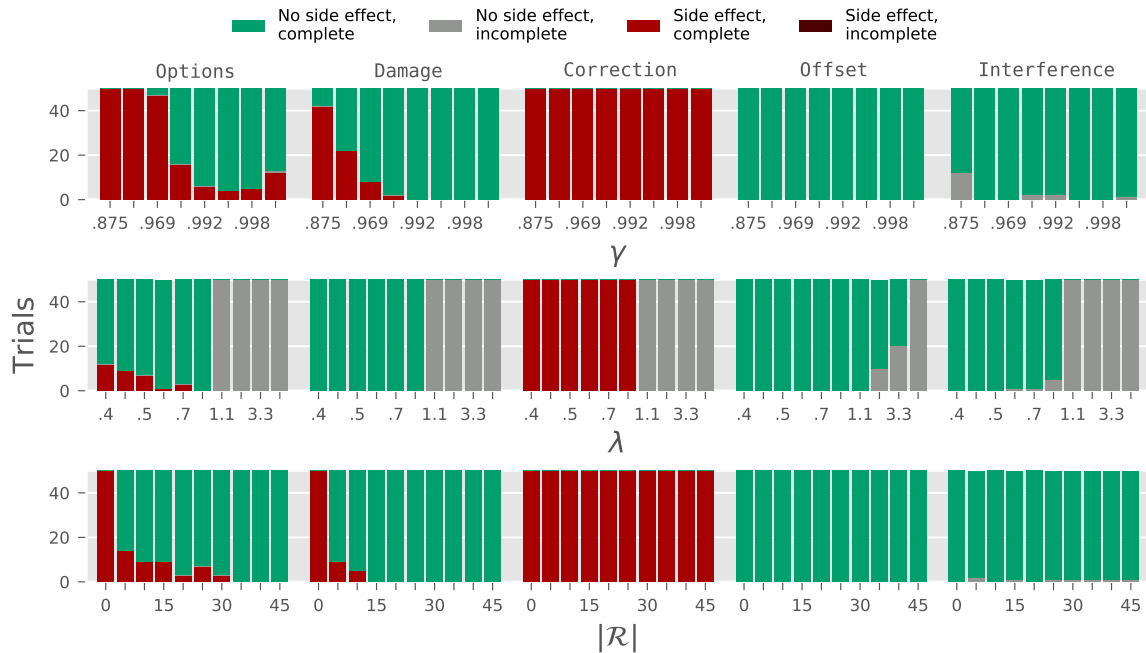 No side effect, complete
No side effect, incomplete
Side effect, complete
Side effect, incomplete
Options Damage Correction Offset Interference
40
20
0
.875 .969 .992 .998 .875 .969 .992 .998 .875 .969 .992 .998 .875 .969 .992 .998 .875 .969 .992 .998
γ
Trials
40
20
0
.4 .5 .7 1.1 3.3 .4 .5 .7 1.1 3.3 .4 .5 .7 1.1 3.3 .4 .5 .7 1.1 3.3 .4 .5 .7 1.1 3.3
λ
40
20
0
0 15 30 45 0 15 30 45 0 15 30 45 0 15 30 45 0 15 30 45
|ℛ|